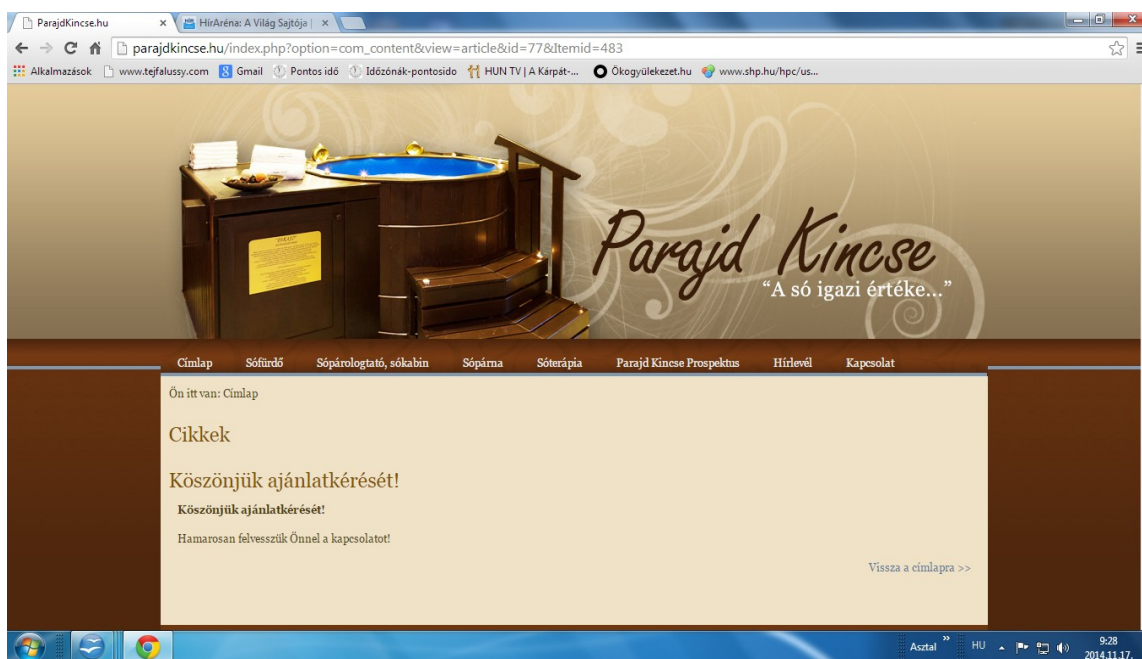 ParajdKincse.hu
HírAréna: A Világ Sajtója |
parajdkincse.hu/index.php?option=com_content&view=article&id=77&Itemid=483
Alkalmazások www.tejfalussy.com Gmail Pontos idő Időzónák-pontosido HUN TV | A Kárpát-... Ökogyülekezet.hu www.shp.hu/hpc/us...
Parajd Kincse
"A só igazi értéke..."
Címlap Sófürdő Sópárologtató, sókabin Sópárna Sóterápia Parajd Kincse Prospektus Hírlevél Kapcsolat
Ön itt van: Címlap
Cikkek
Köszönjük ajánlatkérését!
Köszönjük ajánlatkérését!
Hamarosan felvesszük Önnel a kapcsolatot!
Vissza a címlapra >>
Asztal » HU 9:28
2014.11.17.